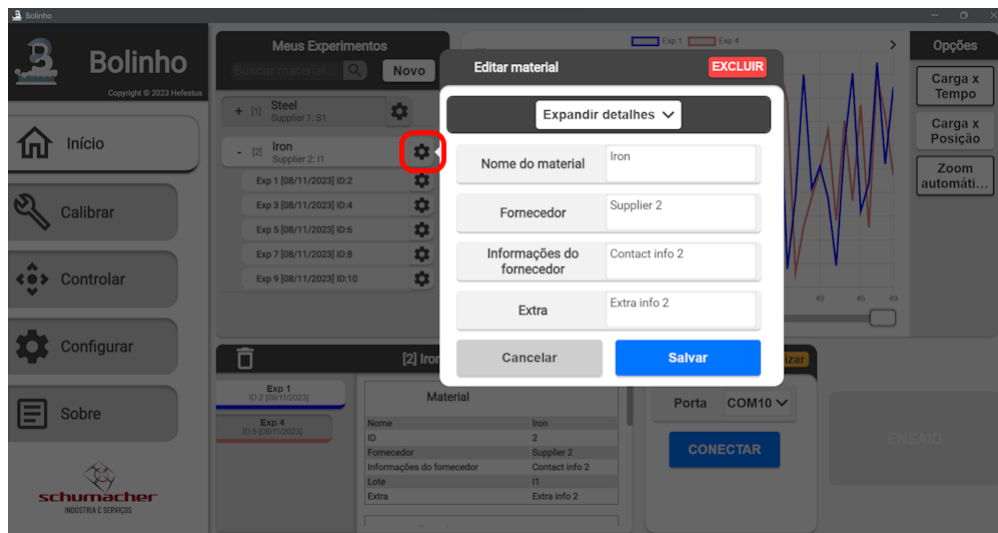 Bolinho
Bolinho
Copyright © 2023 Hefestus
Início
Calibrar
Controlar
Configurar
Sobre
schumacher
INDÚSTRIA E SERVIÇOS
Meus Experimentos
Buscar material...
Novo
+ [1] Steel
Supplier 1: S1
- [2] Iron
Supplier 2: I1
Exp 1 [08/11/2023] ID:2
Exp 3 [08/11/2023] ID:4
Exp 5 [08/11/2023] ID:6
Exp 7 [08/11/2023] ID:8
Exp 9 [08/11/2023] ID:10
Exp 1 Exp 4
40 45 49
Editar material
EXCLUIR
Expandir detalhes
Nome do material
Iron
Fornecedor
Supplier 2
Informações do
fornecedor
Contact info 2
Extra
Extra info 2
Cancelar
Salvar
Opções
Carga x
Tempo
Carga x
Posição
Zoom
automáti...
[2] Iron
Exp 1
ID:2 [08/11/2023]
Exp 4
ID:5 [08/11/2023]
Material
Nome Iron
ID 2
Fornecedor Supplier 2
Informações do fornecedor Contact info 2
Lote I1
Extra Extra info 2
izar
Porta COM10
CONECTAR
ENSAIO